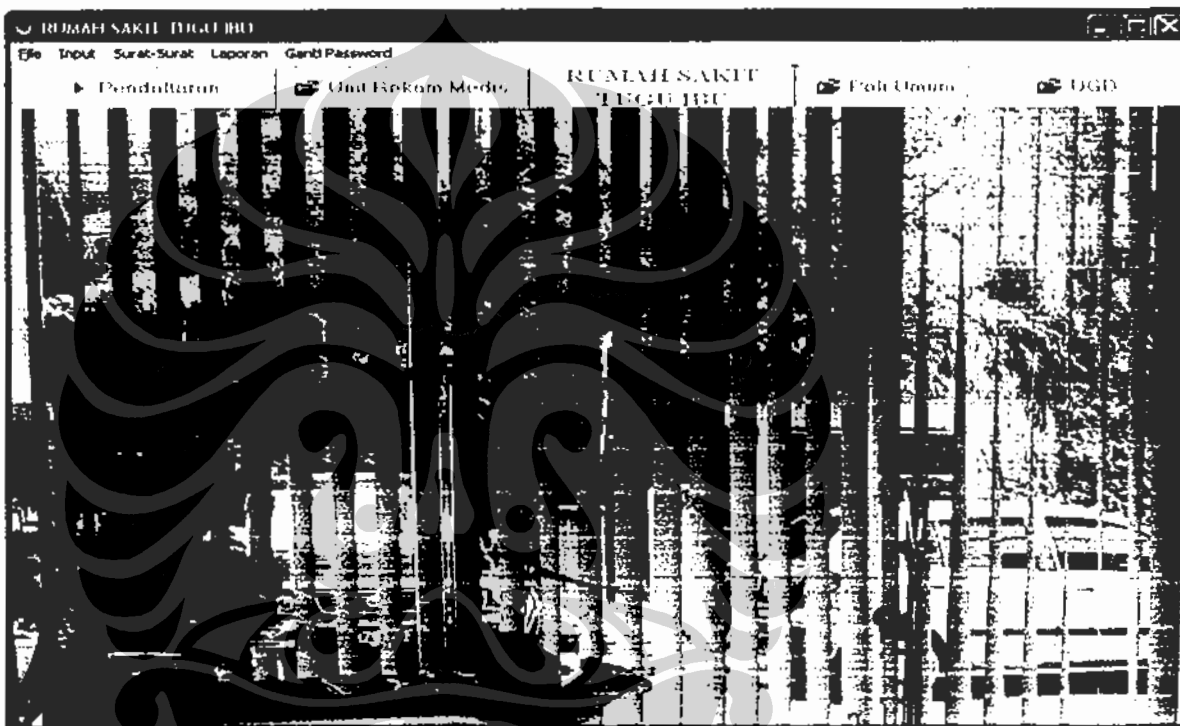 RUMAH SAKIT TUGU IBU
File Input Surat-Surat Laporan Ganti Password
Pendaftaran Unit Rekam Medis RUMAH SAKIT TUGU IBU Poli Umum UGD